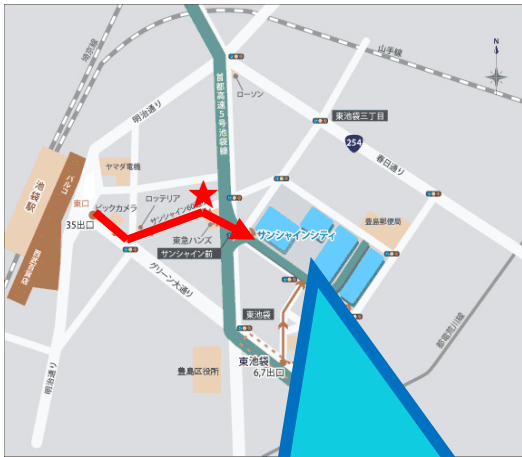 N
埼京線
山手線
明治通り
首都高速5号池袋線
ローソン
東池袋三丁目
254
春日通り
ヤマダ電機
池袋駅
パルコ
東口
ビックカメラ
35出口
ロッテリア
サンシャイン60
東急ハンズ
サンシャイン前
サンシャインシティ
豊島郵便局
西武百貨店
グリーン大通り
東池袋
都電荒川線
豊島区役所
東池袋
6,7出口
明治通り